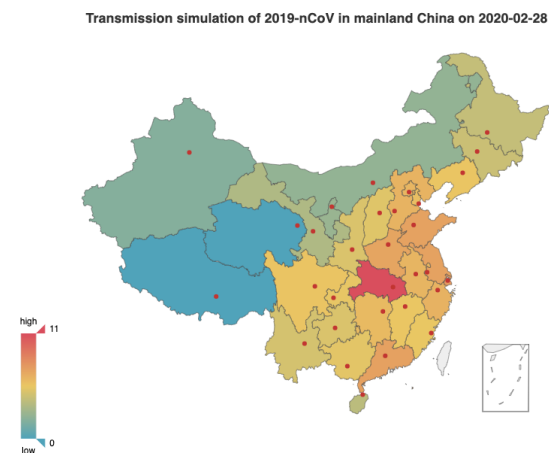 Transmission simulation of 2019-nCoV in mainland China on 2020-02-28
high
11
0
low